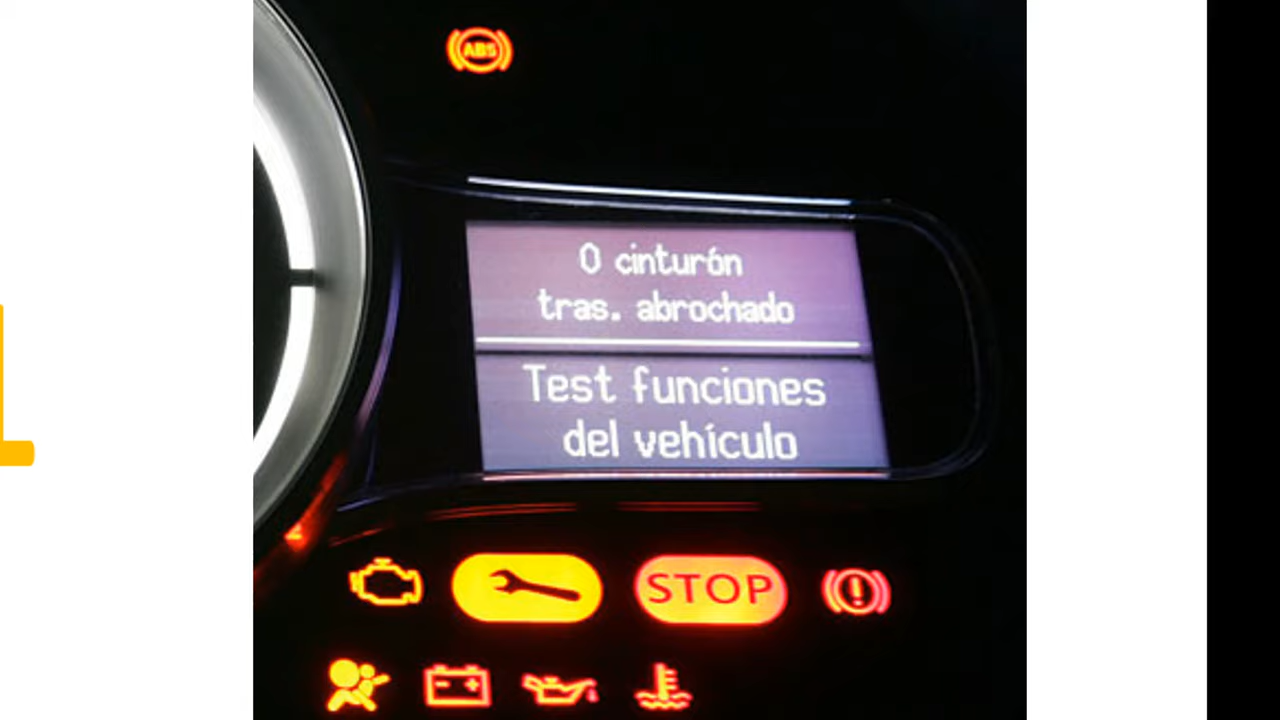 ABS
0 cinturón
tras. abrochado
Test funciones
del vehículo
STOP